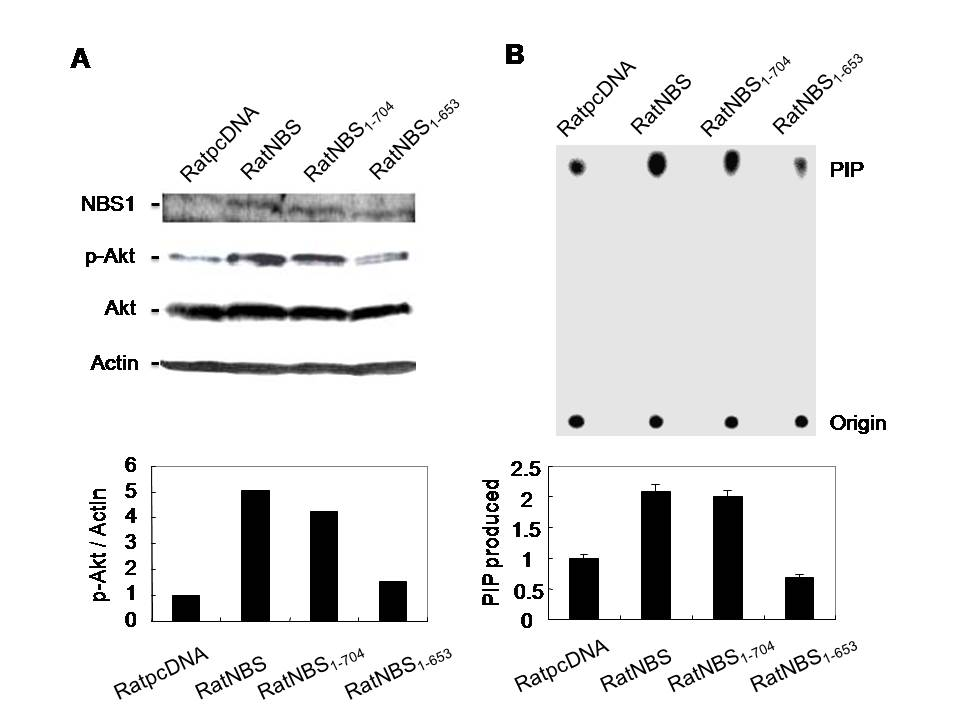 A
RatpcDNA
RatNBS
RatNBS1-704
RatNBS1-653
NBS1
p-Akt
Akt
Actin
6
5
4
3
2
1
0
p-Akt / Actin
RatpcDNA
RatNBS
RatNBS1-704
RatNBS1-653
B
RatpcDNA
RatNBS
RatNBS1-704
RatNBS1-653
PIP
Origin
2.5
2
1.5
1
0.5
0
PIP produced
RatpcDNA
RatNBS
RatNBS1-704
RatNBS1-653